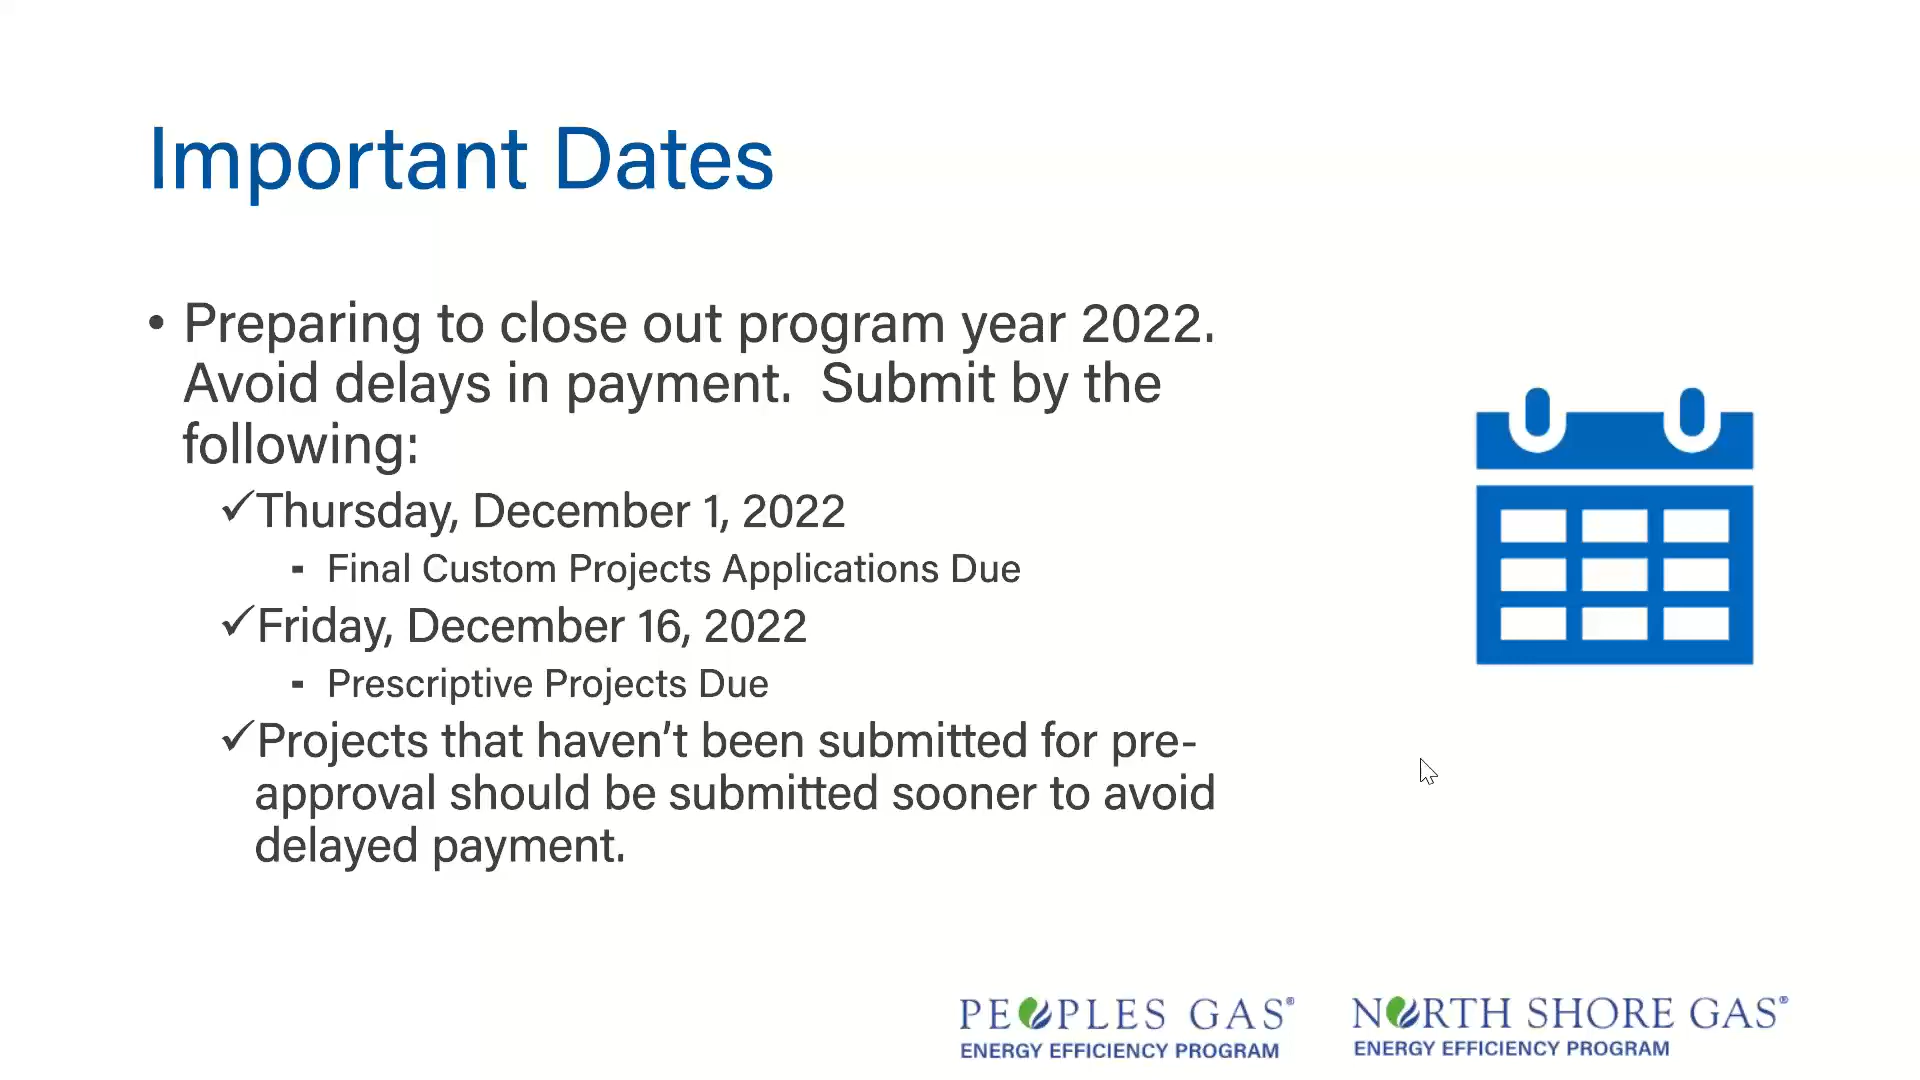 Important Dates
• Preparing to close out program year 2022.
Avoid delays in payment.  Submit by the
following:
✓Thursday, December 1, 2022
▪ Final Custom Projects Applications Due
✓Friday, December 16, 2022
▪ Prescriptive Projects Due
✓Projects that haven’t been submitted for pre-
approval should be submitted sooner to avoid
delayed payment.
PEOPLES GAS®
ENERGY EFFICIENCY PROGRAM
NORTH SHORE GAS®
ENERGY EFFICIENCY PROGRAM